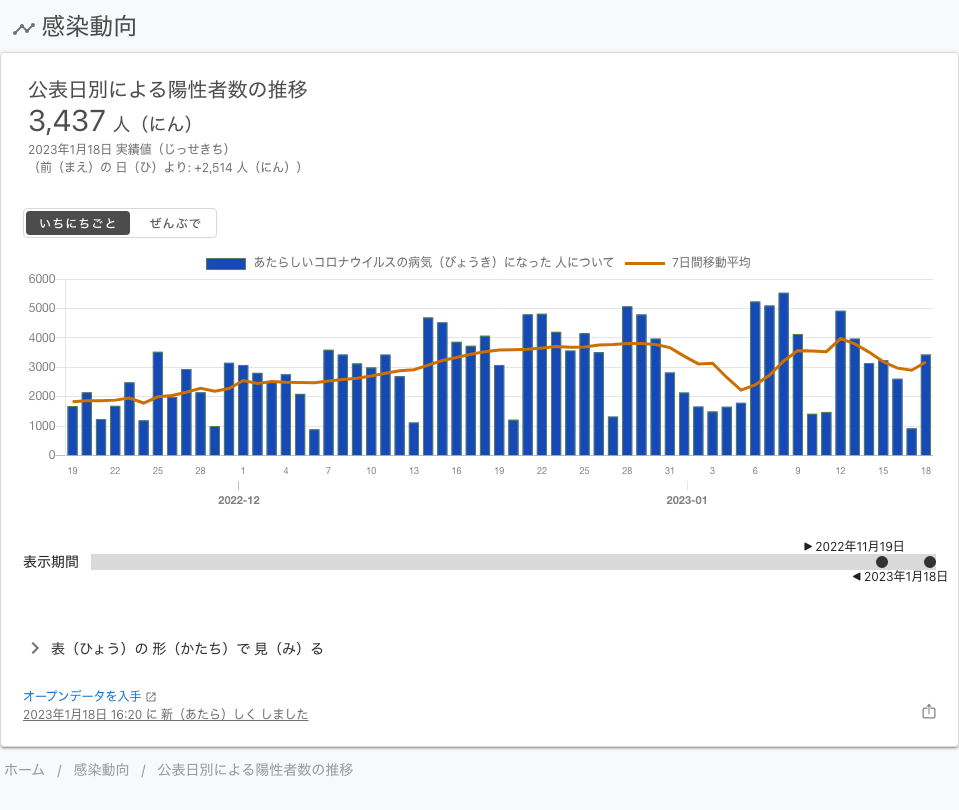 感染動向
公表日別による陽性者数の推移
3,437 人（にん）
2023年1月18日 実績値（じっせきち）
（前（まえ）の 日（ひ）より: +2,514 人（にん））
いちにちごと ぜんぶで
あたらしいコロナウイルスの病気（びょうき）になった 人について 7日間移動平均
6000
5000
4000
3000
2000
1000
0
19 22 25 28 1 4 7 10 13 16 19 22 25 28 31 3 6 9 12 15 18
2022-12 2023-01
2022年11月19日
表示期間
2023年1月18日
表（ひょう）の 形（かたち）で 見（み）る
オープンデータを入手
2023年1月18日 16:20 に 新（あたら）しく しました
ホーム / 感染動向 / 公表日別による陽性者数の推移